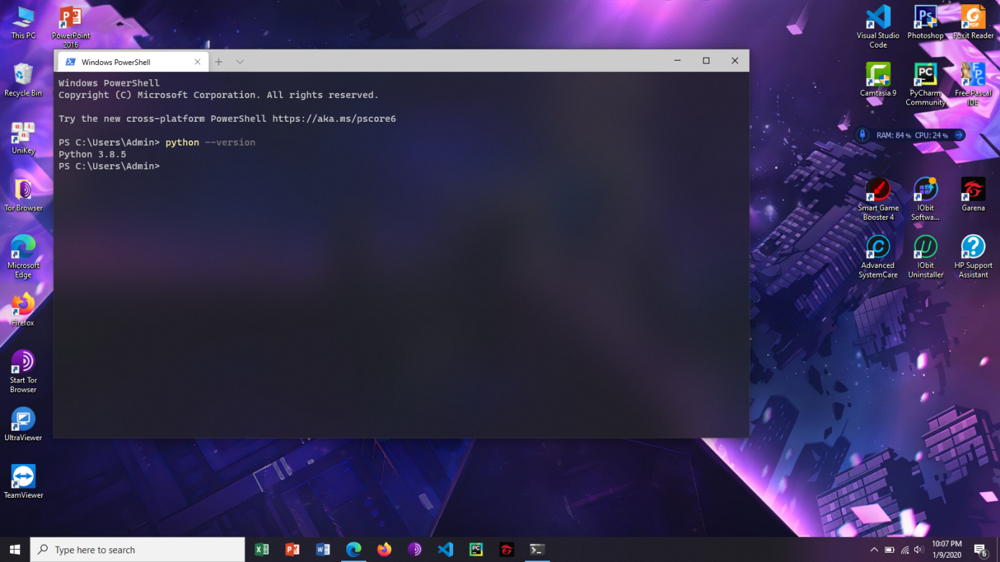 This PC
PowerPoint
2016
Recycle Bin
UniKey
Tor Browser
Microsoft
Edge
Firefox
Start Tor
Browser
UltraViewer
TeamViewer
Windows PowerShell
Windows PowerShell
Copyright (C) Microsoft Corporation. All rights reserved.
Try the new cross-platform PowerShell https://aka.ms/pscore6
PS C:\Users\Admin> python --version
Python 3.8.5
PS C:\Users\Admin>
Visual Studio
Code
Photoshop
Foxit Reader
Camtasia 9
PyCharm
Community
Free Pascal
IDE
RAM: 84 % CPU: 24 %
Smart Game
Booster 4
IObit
Softwa...
Garena
Advanced
SystemCare
IObit
Uninstaller
HP Support
Assistant
Type here to search
10:07 PM
1/9/2020
6